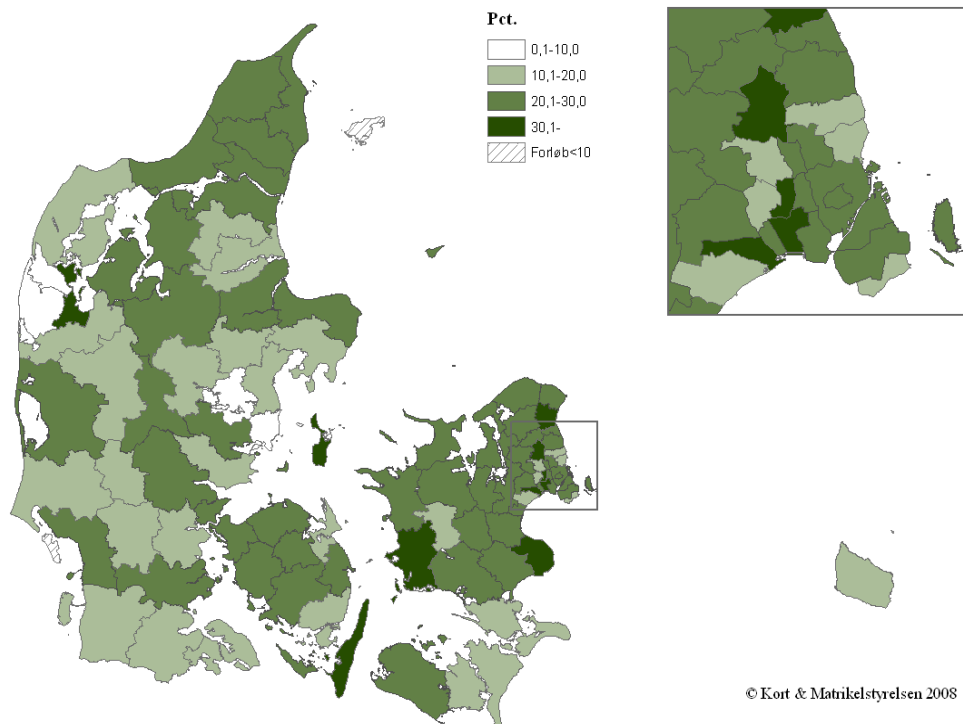 Pct.
0,1-10,0
10,1-20,0
20,1-30,0
30,1-
Forløb<10
© Kort & Matrikelstyrelsen 2008